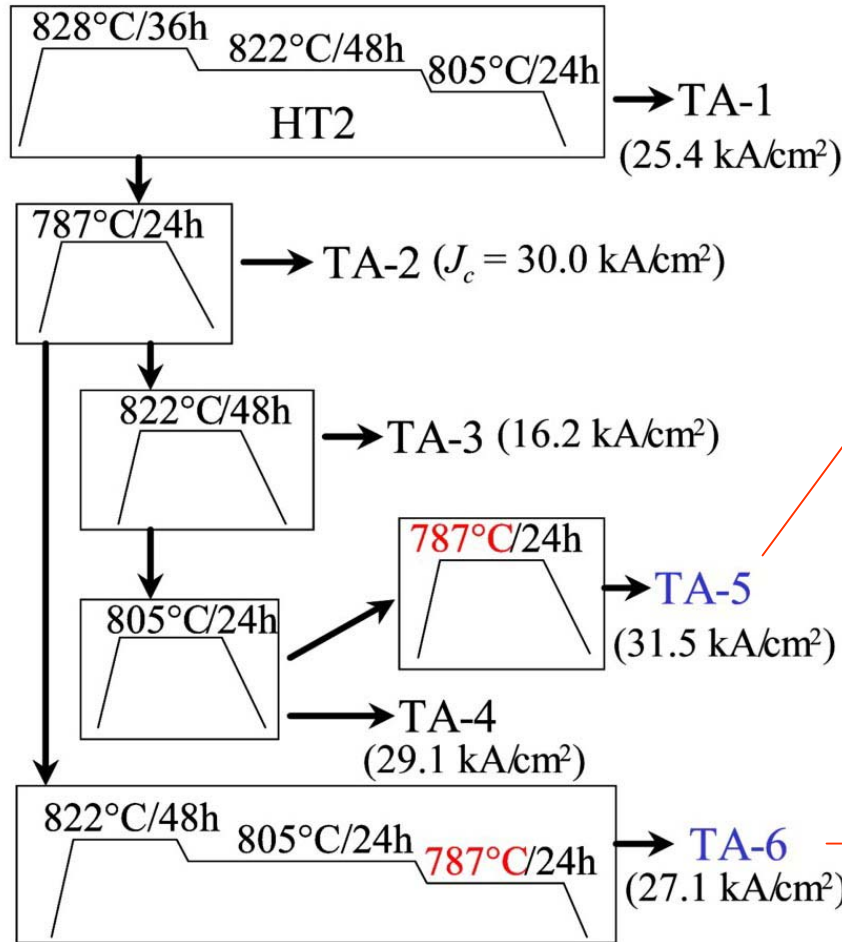 828°C/36h
822°C/48h
805°C/24h
HT2
TA-1
(25.4 kA/cm²)
787°C/24h
TA-2 (J_c = 30.0 kA/cm²)
822°C/48h
TA-3 (16.2 kA/cm²)
787°C/24h
TA-5
(31.5 kA/cm²)
805°C/24h
TA-4
(29.1 kA/cm²)
822°C/48h
805°C/24h
787°C/24h
TA-6
(27.1 kA/cm²)